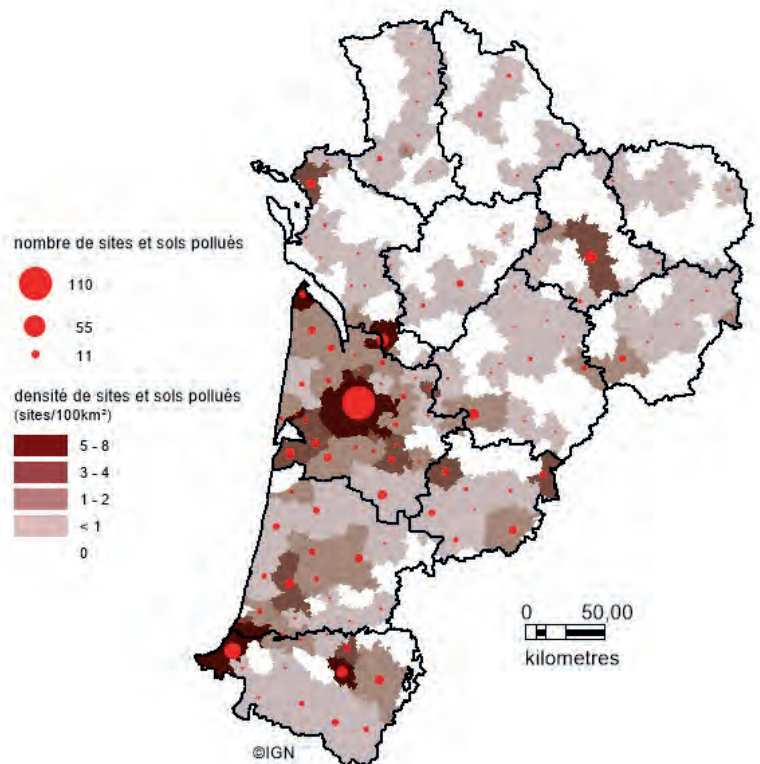 nombre de sites et sols pollués
110
55
11
densité de sites et sols pollués
(sites/100km²)
5 - 8
3 - 4
1 - 2
< 1
0
0 50,00
kilometres
©IGN